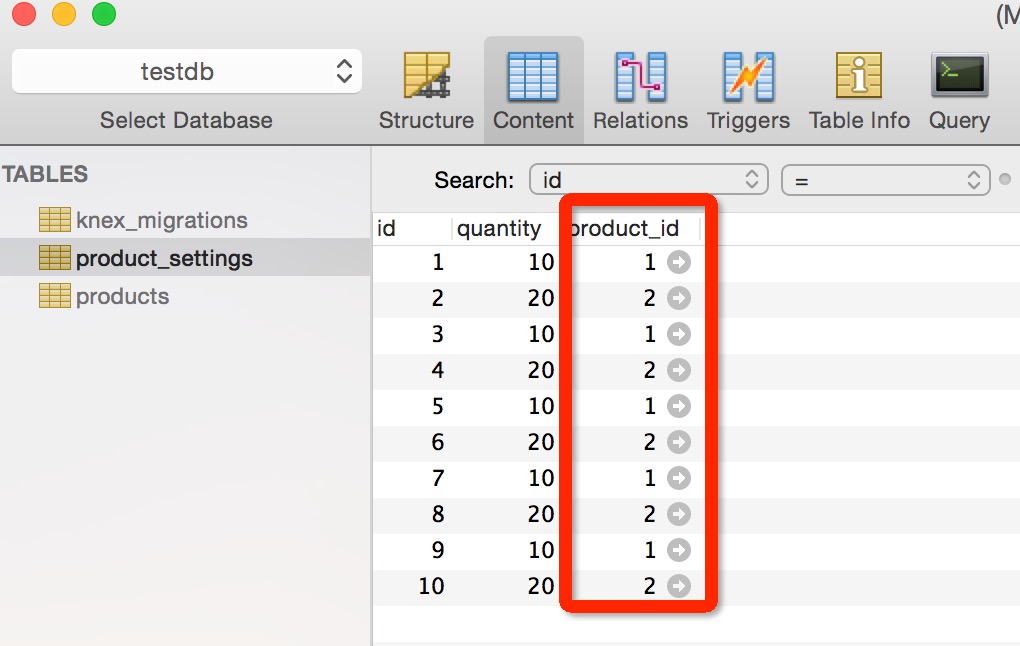 (M
testdb
Select Database
Structure
Content
Relations
Triggers
Table Info
Query
TABLES
knex_migrations
product_settings
products
Search: id =
id quantity product_id
1 10 1
2 20 2
3 10 1
4 20 2
5 10 1
6 20 2
7 10 1
8 20 2
9 10 1
10 20 2